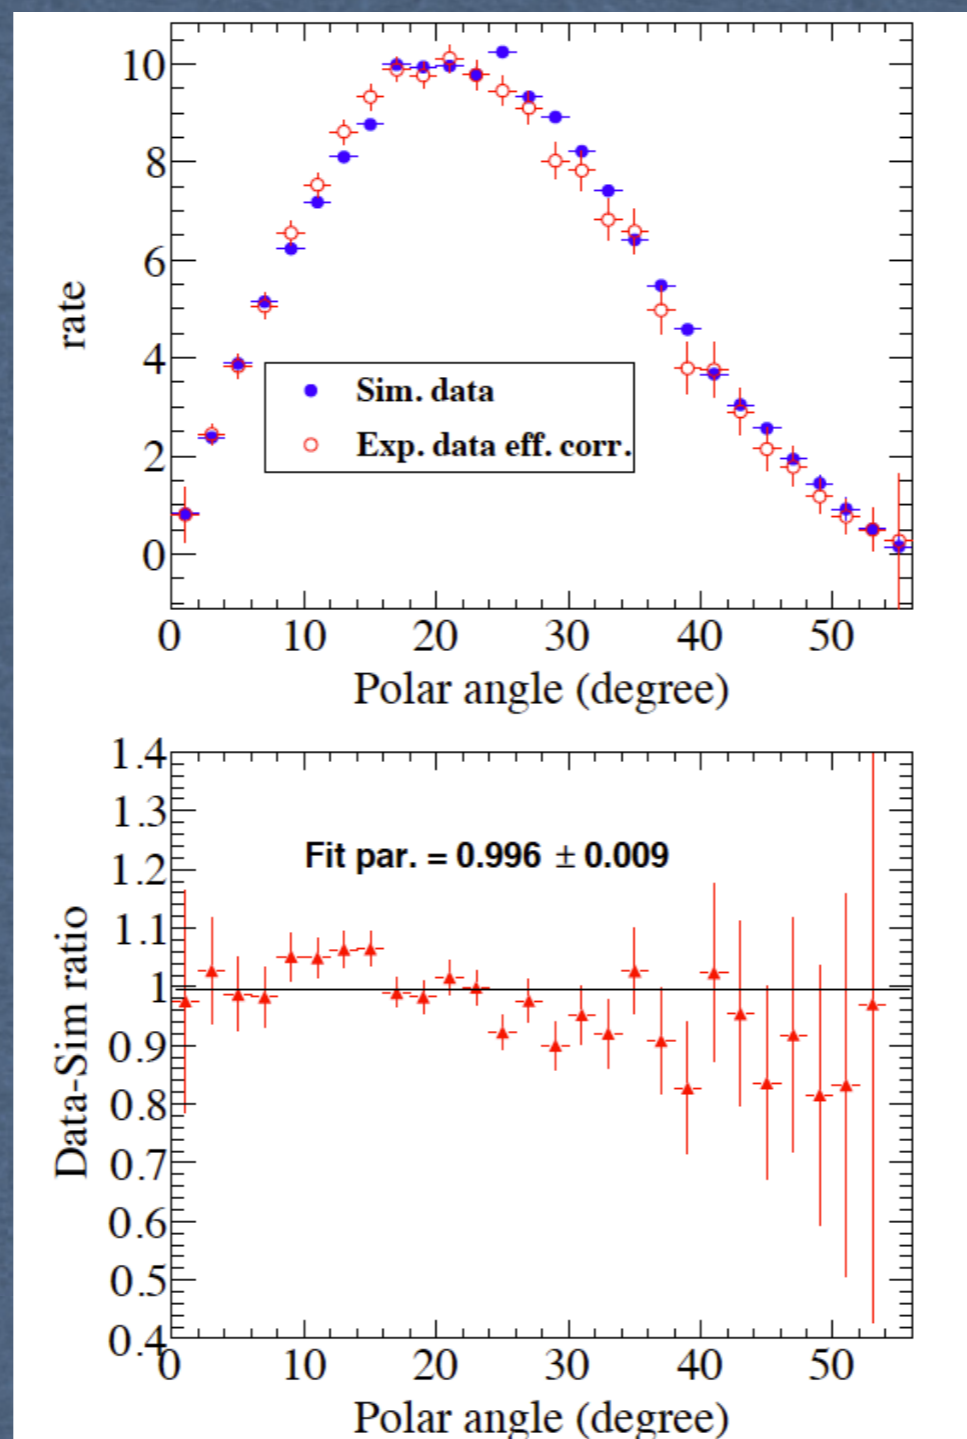 10
8
6
4
2
0
rate
Sim. data
Exp. data eff. corr.
0 10 20 30 40 50
Polar angle (degree)
1.4
1.3
1.2
1.1
1
0.9
0.8
0.7
0.6
0.5
0.4
Data-Sim ratio
Fit par. = 0.996 ± 0.009
0 10 20 30 40 50
Polar angle (degree)